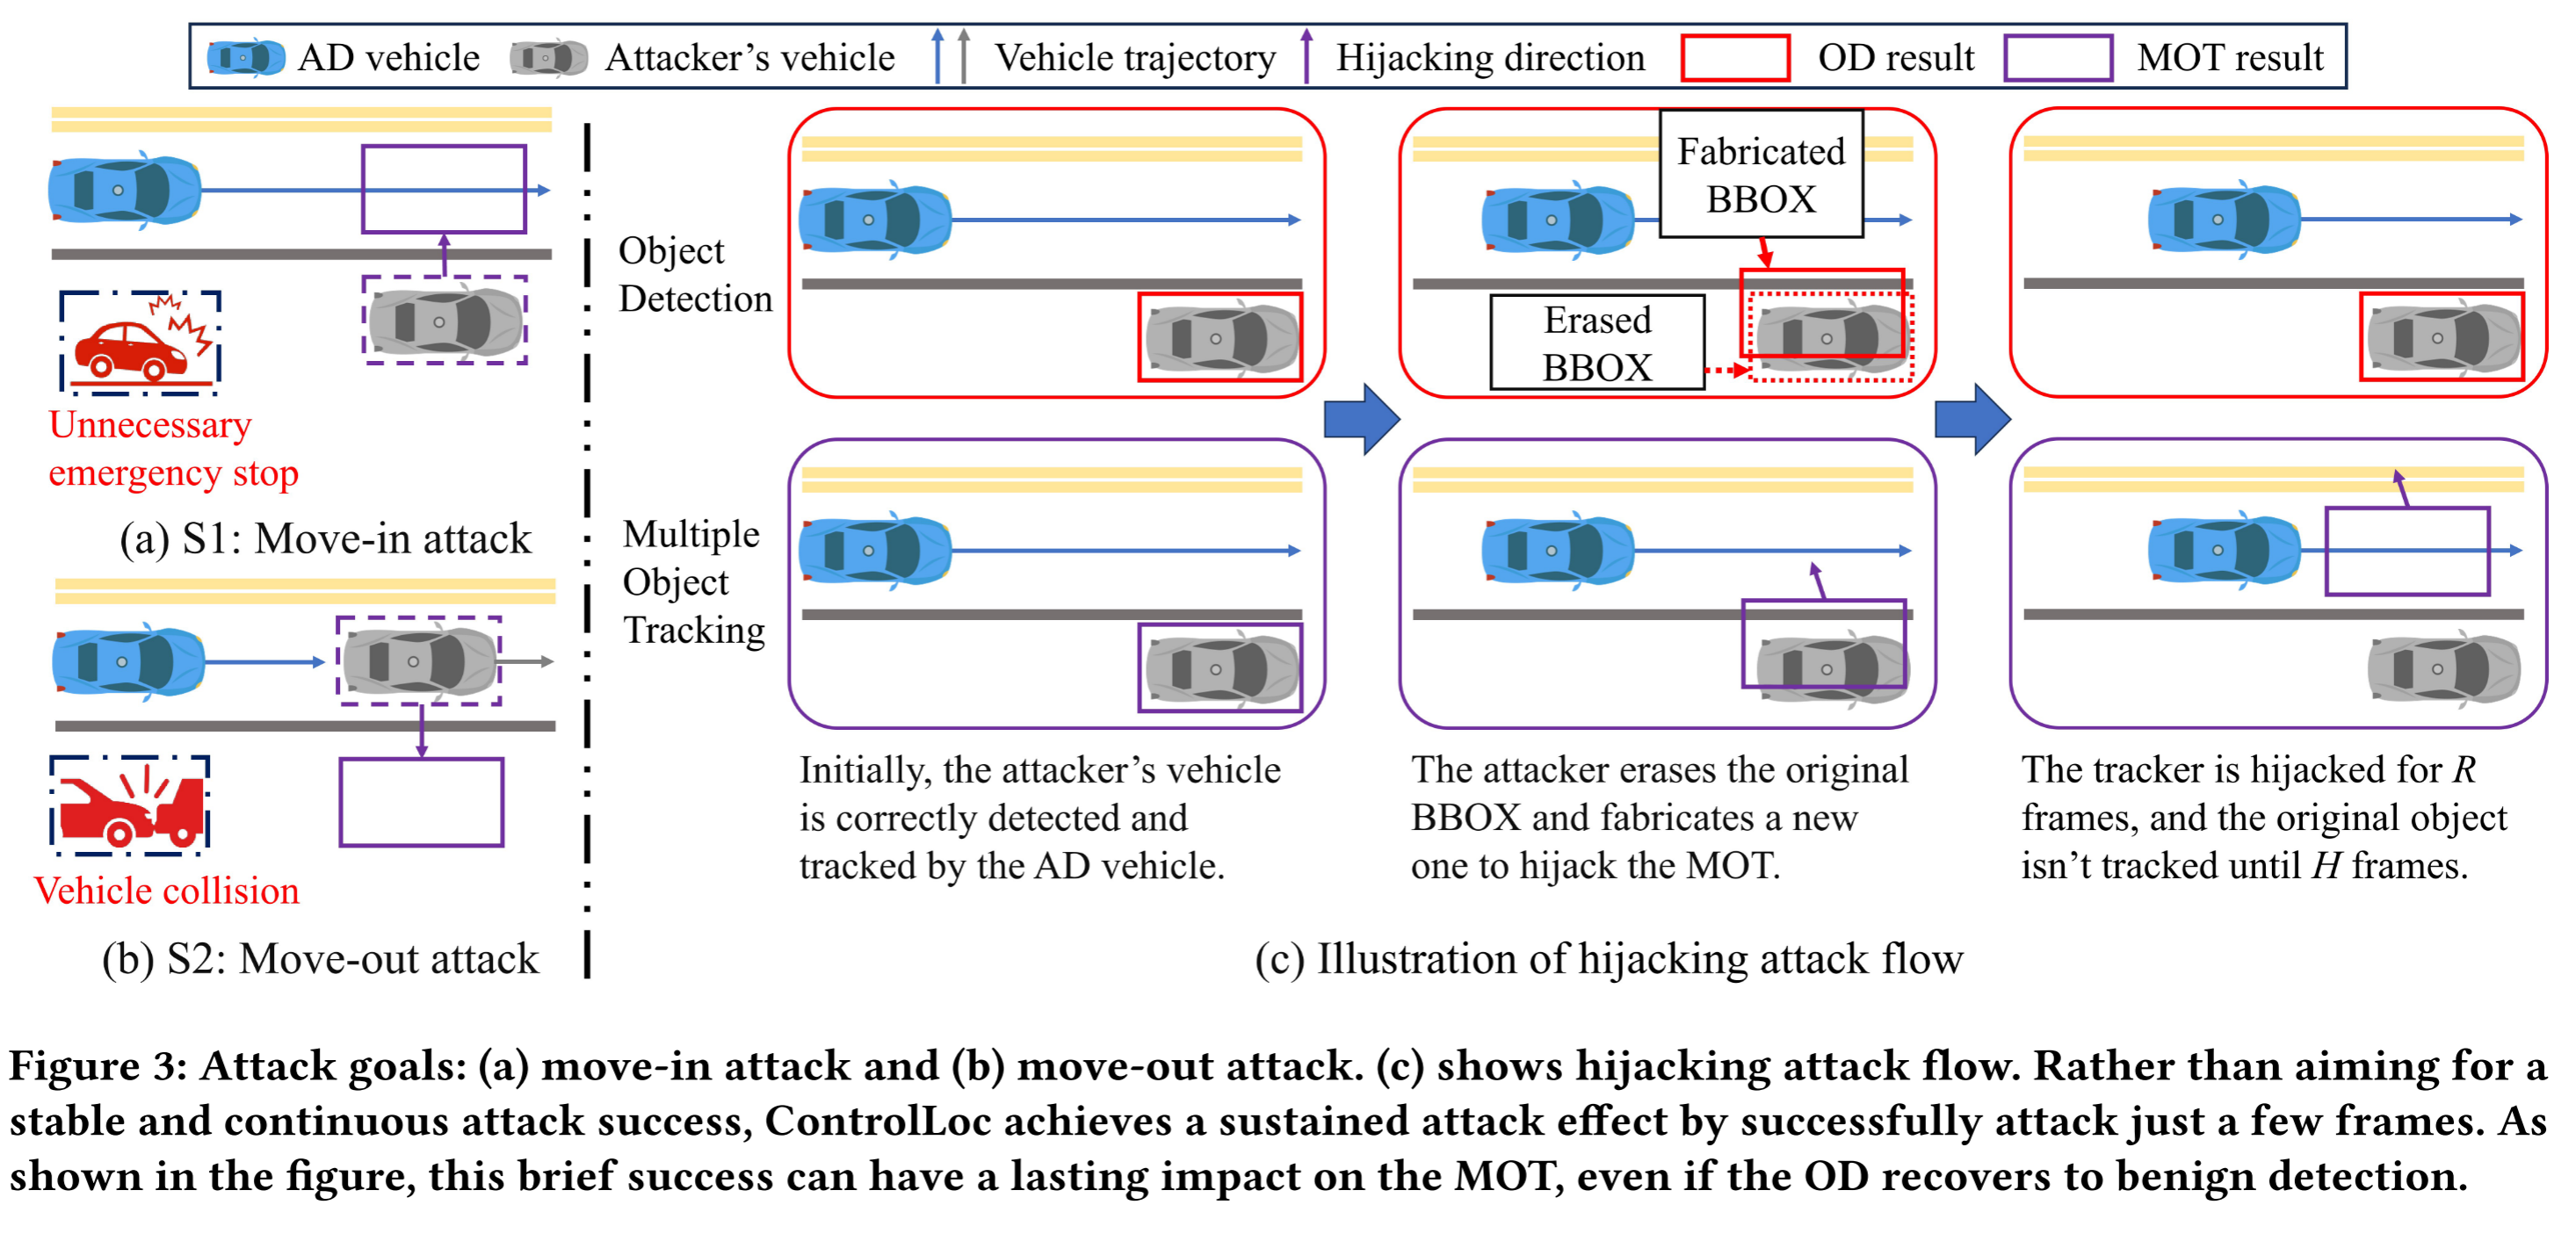 AD vehicle Attacker’s vehicle Vehicle trajectory Hijacking direction OD result MOT result
Unnecessary
emergency stop
(a) S1: Move-in attack
Vehicle collision
(b) S2: Move-out attack
Object
Detection
Fabricated
BBOX
Erased
BBOX
Multiple
Object
Tracking
Initially, the attacker’s vehicle
is correctly detected and
tracked by the AD vehicle.
The attacker erases the original
BBOX and fabricates a new
one to hijack the MOT.
The tracker is hijacked for R
frames, and the original object
isn’t tracked until H frames.
(c) Illustration of hijacking attack flow
Figure 3: Attack goals: (a) move-in attack and (b) move-out attack. (c) shows hijacking attack flow. Rather than aiming for a
stable and continuous attack success, ControlLoc achieves a sustained attack effect by successfully attack just a few frames. As
shown in the figure, this brief success can have a lasting impact on the MOT, even if the OD recovers to benign detection.